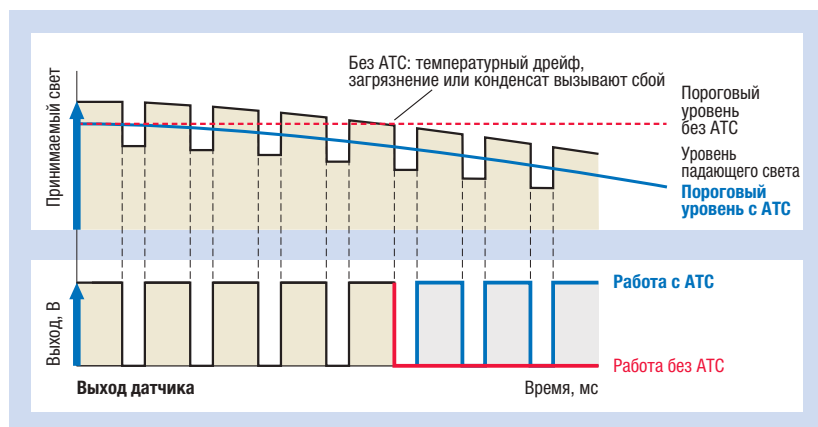 Принимаемый свет
Без АТС: температурный дрейф,
загрязнение или конденсат вызывают сбой
Пороговый
уровень
без АТС
Уровень
падающего света
Пороговый
уровень с АТС
Выход, В
Работа с АТС
Работа без АТС
Выход датчика
Время, мс